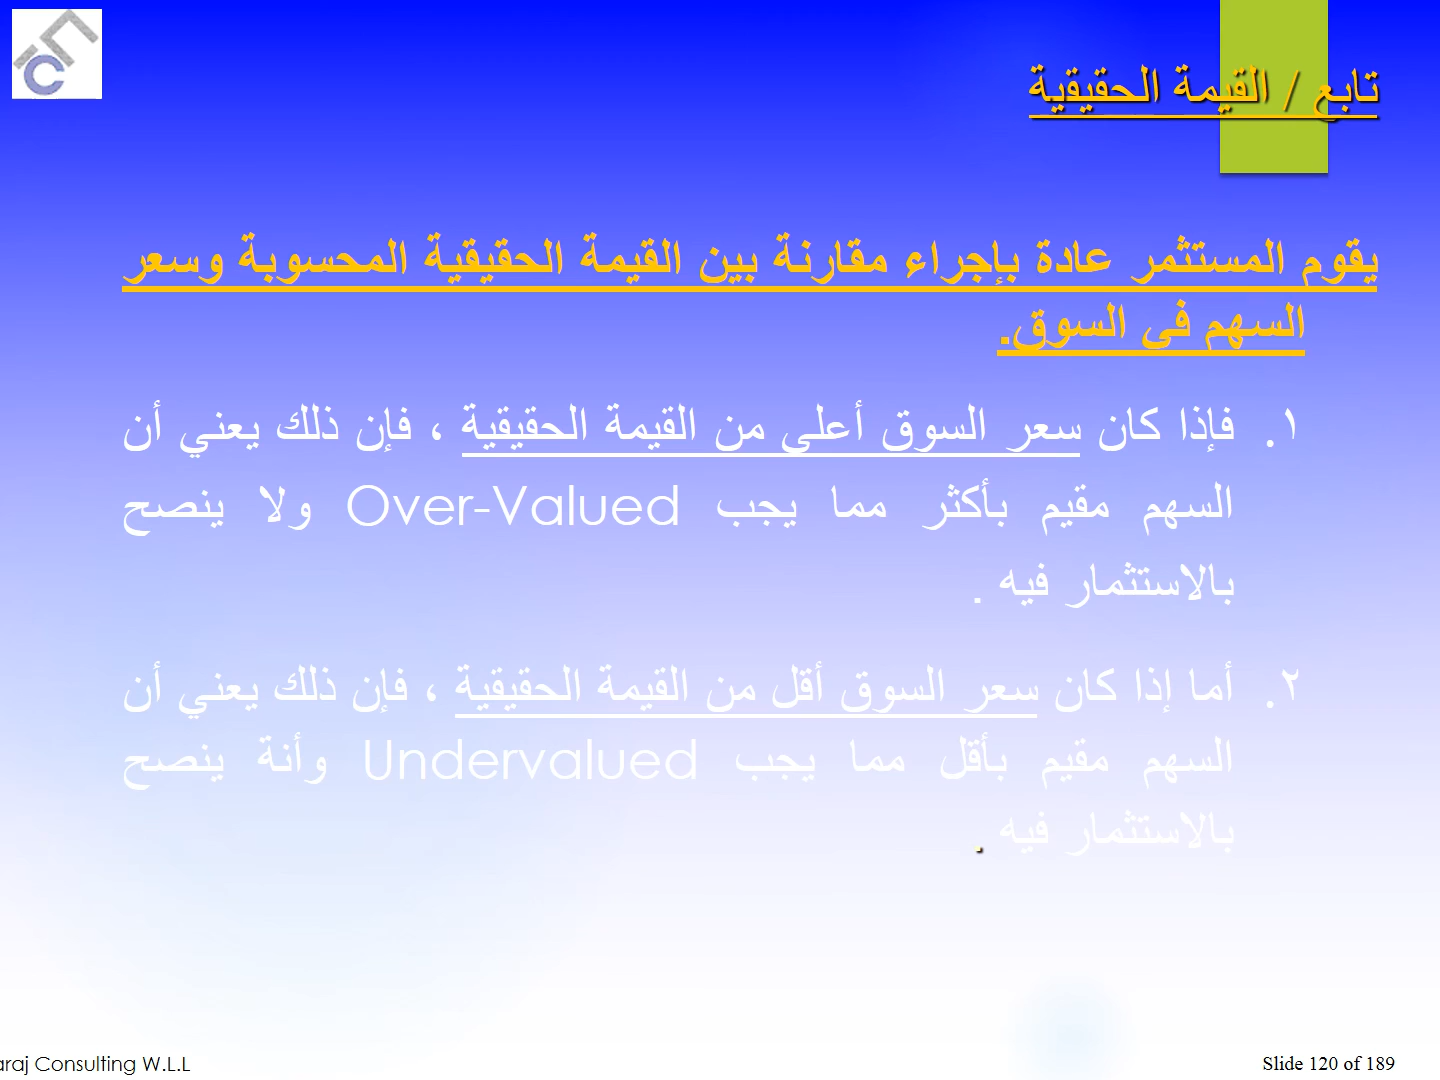 تابع / القيمة الحقيقية
يقوم المستثمر عادة بإجراء مقارنة بين القيمة الحقيقية المحسوبة وسعر
السهم في السوق.
١. فإذا كان سعر السوق أعلى من القيمة الحقيقية ، فإن ذلك يعني أن
السهم مقيم بأكثر مما يجب Over-Valued ولا ينصح
بالاستثمار فيه .
٢. أما إذا كان سعر السوق أقل من القيمة الحقيقية ، فإن ذلك يعني أن
السهم مقيم بأقل مما يجب Undervalued وأنة ينصح
بالاستثمار فيه .
araj Consulting W.L.L
Slide 120 of 189